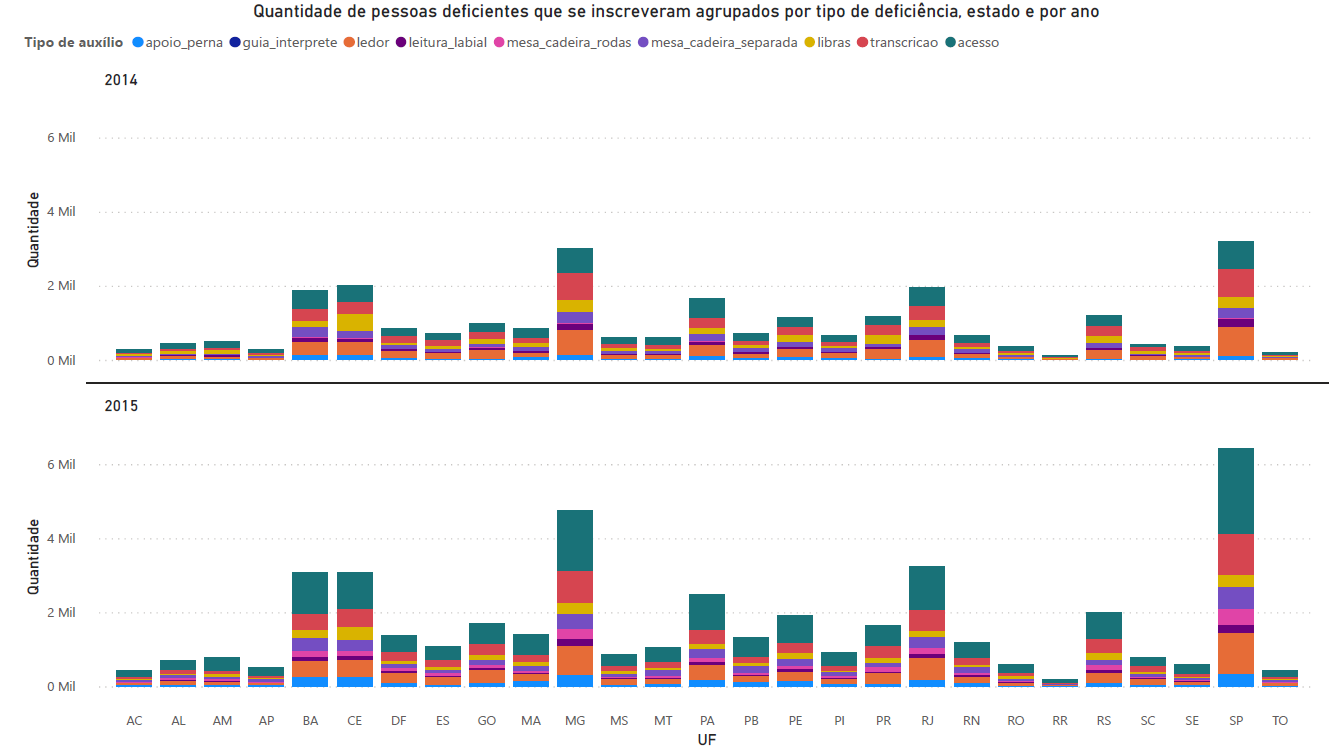 Quantidade de pessoas deficientes que se inscreveram agrupados por tipo de deficiência, estado e por ano
Tipo de auxílio apoio_perna guia_interprete ledor leitura_labial mesa_cadeira_rodas mesa_cadeira_separada libras transcricao acesso
2014
6 Mil
4 Mil
2 Mil
0 Mil
Quantidade
2015
6 Mil
4 Mil
2 Mil
0 Mil
Quantidade
AC AL AM AP BA CE DF ES GO MA MG MS MT PA PB PE PI PR RJ RN RO RR RS SC SE SP TO
UF